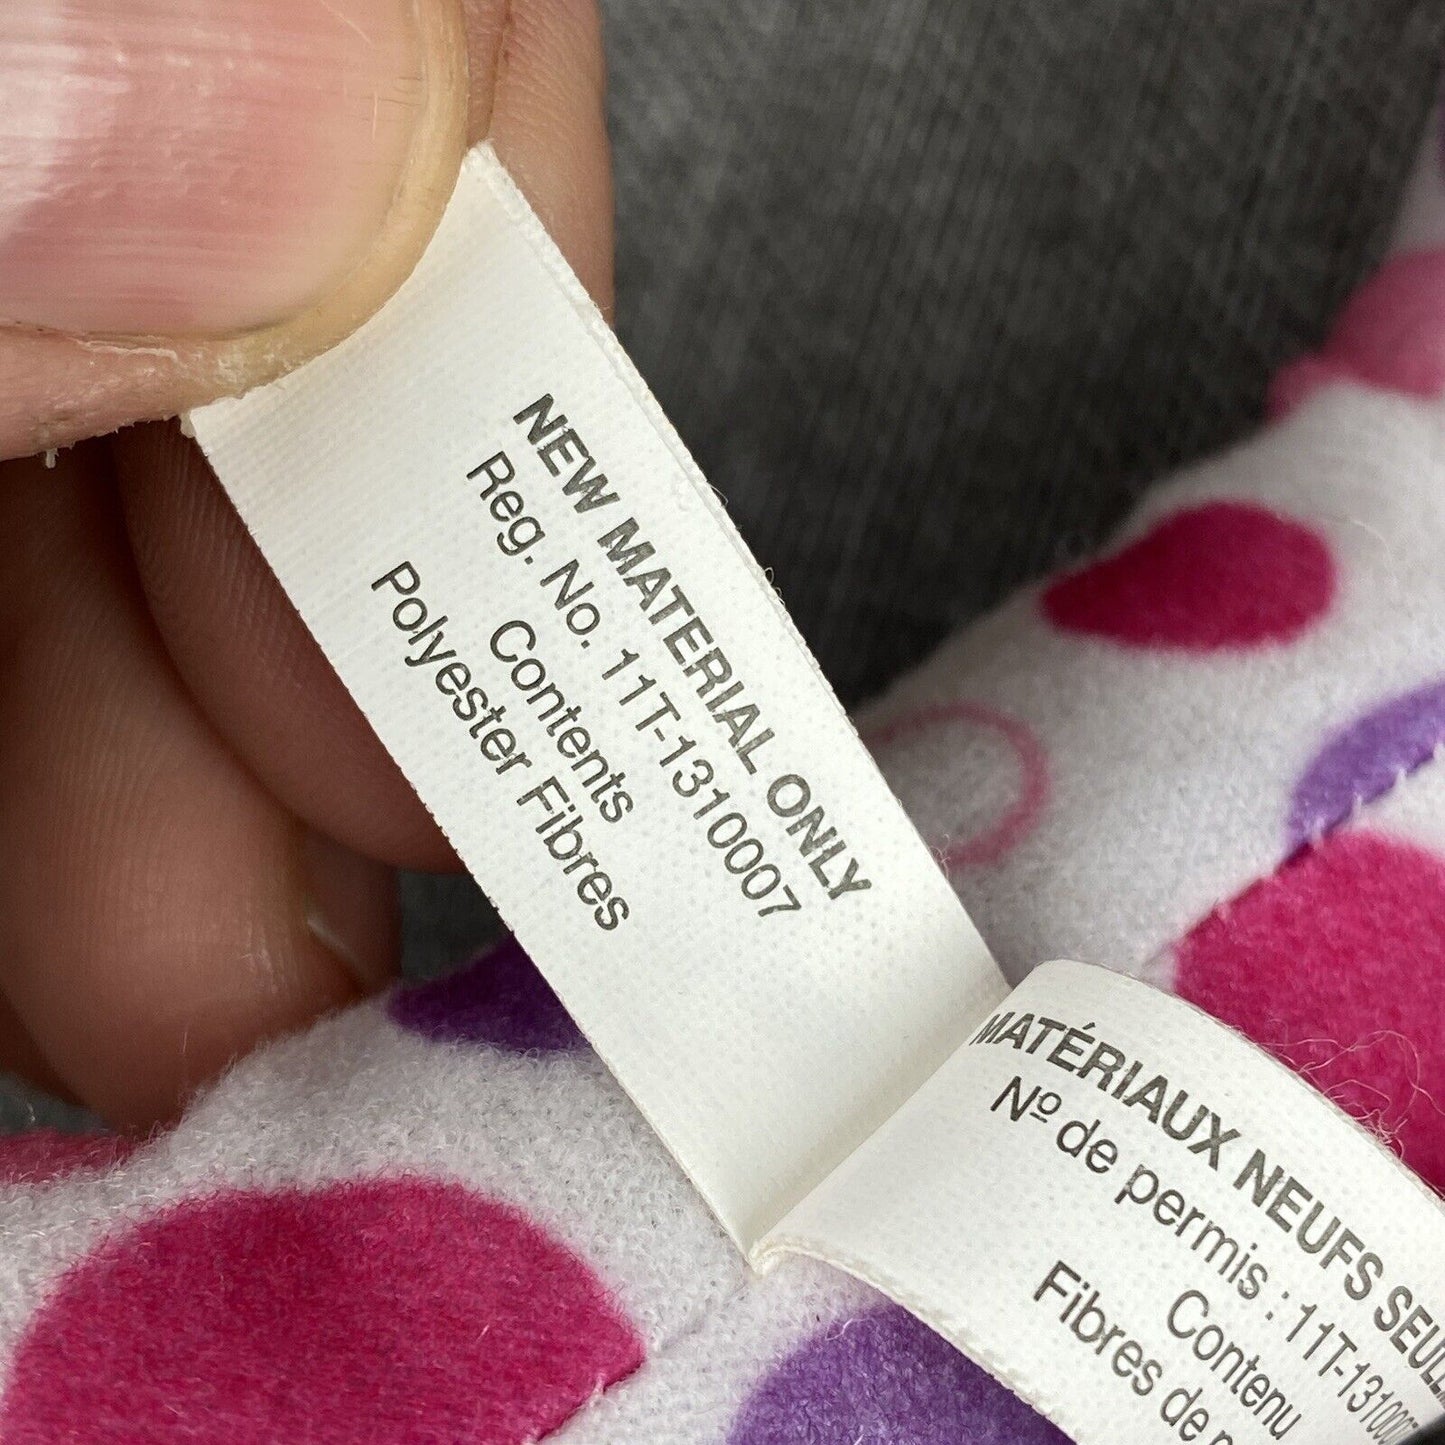 NEW MATERIAL ONLY
Reg. No. 11T-1310007
Contents
Polyester Fibres
MATÉRIAUX NEUFS
Nº de permis : 11T-131000
Contenu
Fibres de